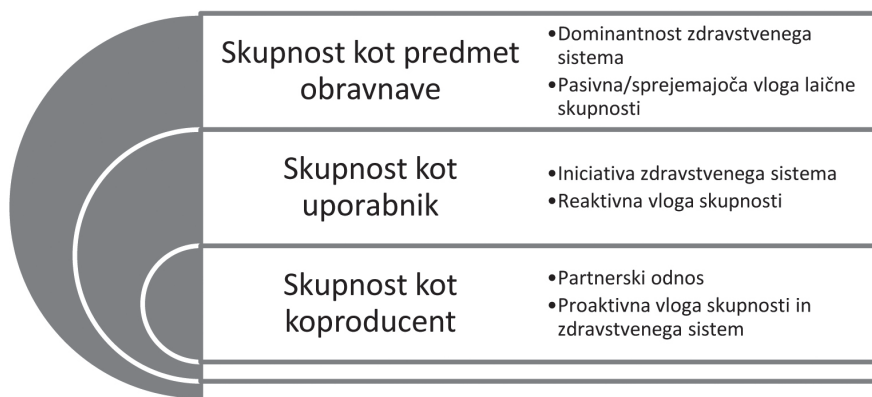 Skupnost kot predmet
obravnave
•Dominantnost zdravstvenega
sistema
•Pasivna/sprejemajoča vloga laične
skupnosti
Skupnost kot
uporabnik
•Iniciativa zdravstvenega sistema
•Reaktivna vloga skupnosti
Skupnost kot
koproducent
•Partnerski odnos
•Proaktivna vloga skupnosti in
zdravstvenega sistem